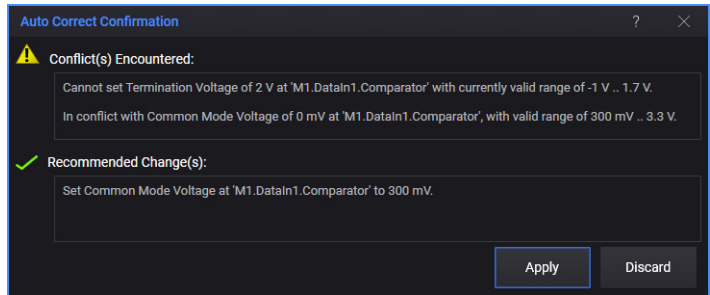 Auto Correct Confirmation ?
Conflict(s) Encountered:
Cannot set Termination Voltage of 2 V at 'M1.DataIn1.Comparator' with currently valid range of -1 V .. 1.7 V.
In conflict with Common Mode Voltage of 0 mV at 'M1.DataIn1.Comparator', with valid range of 300 mV .. 3.3 V.
Recommended Change(s):
Set Common Mode Voltage at 'M1.DataIn1.Comparator' to 300 mV.
Apply Discard